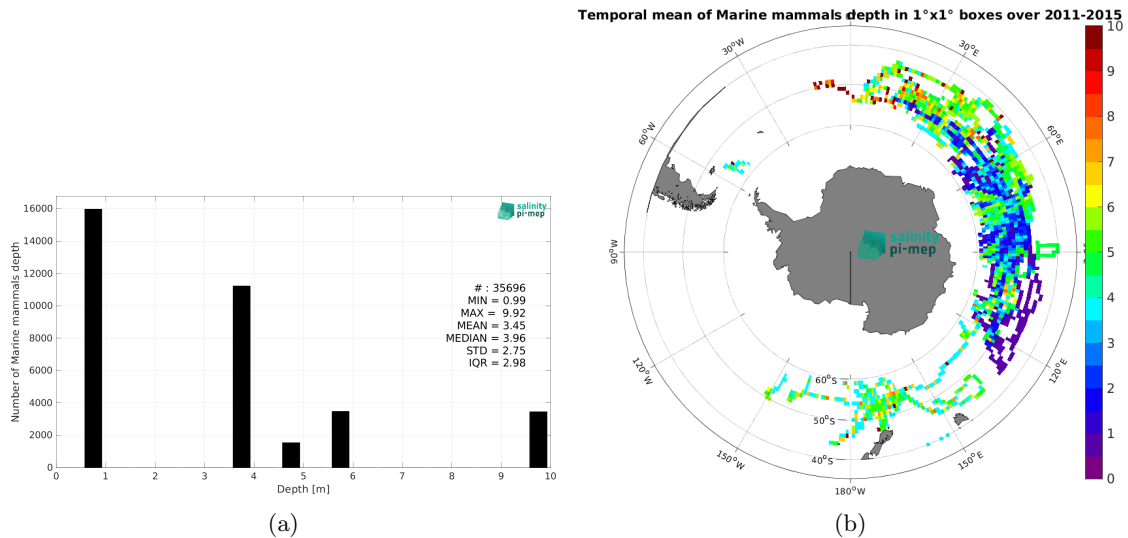 Temporal mean of Marine mammals depth in 1°x1° boxes over 2011-2015
salinity
pi-mep
Number of Marine mammals depth
16000
14000
12000
10000
8000
6000
4000
2000
0
# : 35696
MIN = 0.99
MAX = 9.92
MEAN = 3.45
MEDIAN = 3.96
STD = 2.75
IQR = 2.98
0 1 2 3 4 5 6 7 8 9 10
Depth [m]
(a)
30°W
30°E
60°W
60°E
90°W
120°W
120°E
150°W
150°E
180°W
60°S
50°S
40°S
salinity
pi-mep
10
9
8
7
6
5
4
3
2
1
0
(b)